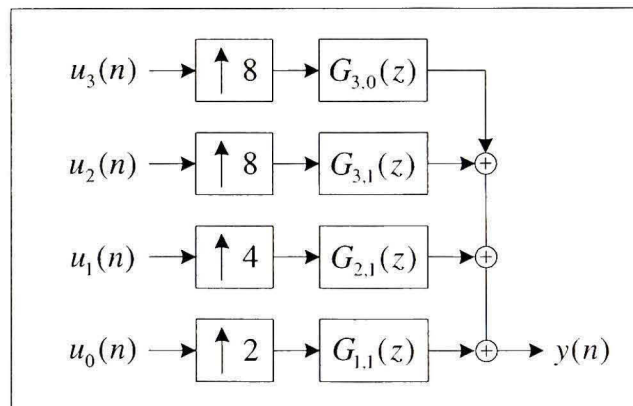 u₃(n) ↑ 8 G₃,₀(z)
+
u₂(n) ↑ 8 G₃,₁(z)
u₁(n) ↑ 4 G₂,₁(z) +
u₀(n) ↑ 2 G₁,₁(z) + y(n)